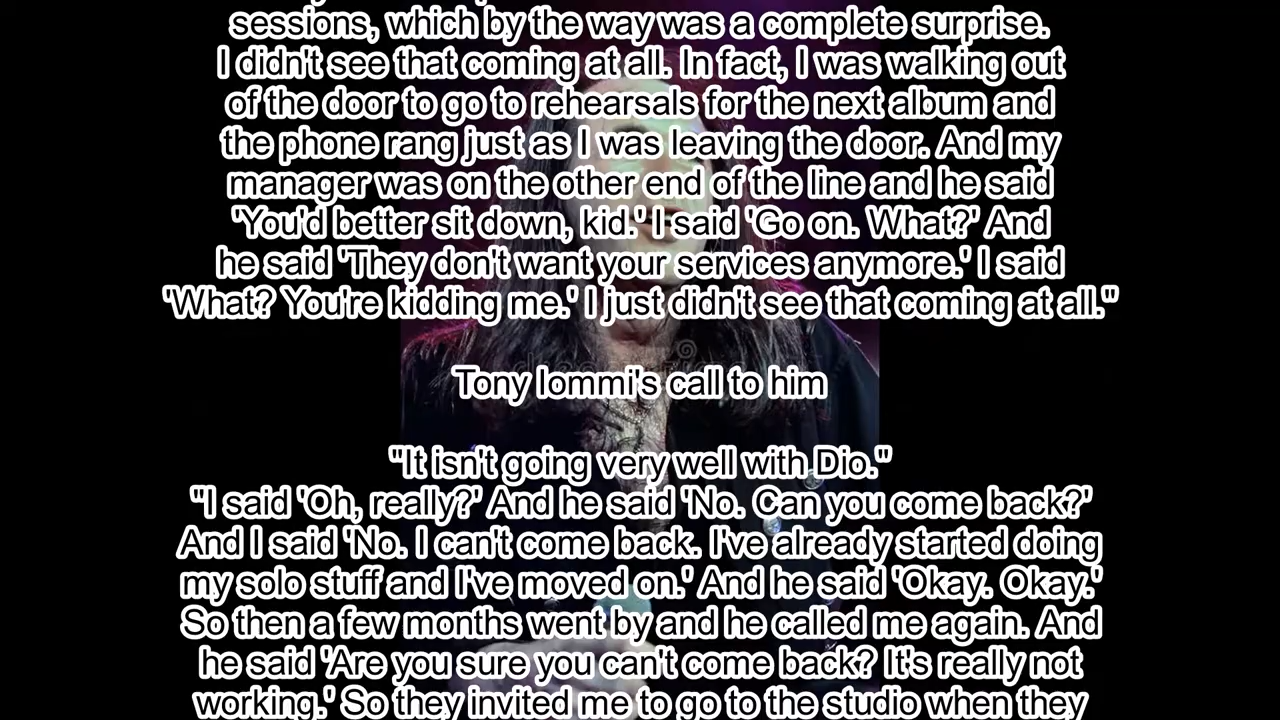 sessions, which by the way was a complete surprise.
I didn't see that coming at all. In fact, I was walking out
of the door to go to rehearsals for the next album and
the phone rang just as I was leaving the door. And my
manager was on the other end of the line and he said
'You'd better sit down, kid.' I said 'Go on. What?' And
he said 'They don't want your services anymore.' I said
'What? You're kidding me.' I just didn't see that coming at all."
Tony Iommi's call to him
"It isn't going very well with Dio."
"I said 'Oh, really?' And he said 'No. Can you come back?'
And I said 'No. I can't come back. I've already started doing
my solo stuff and I've moved on.' And he said 'Okay. Okay.'
So then a few months went by and he called me again. And
he said 'Are you sure you can't come back? It's really not
working.' So they invited me to go to the studio when they